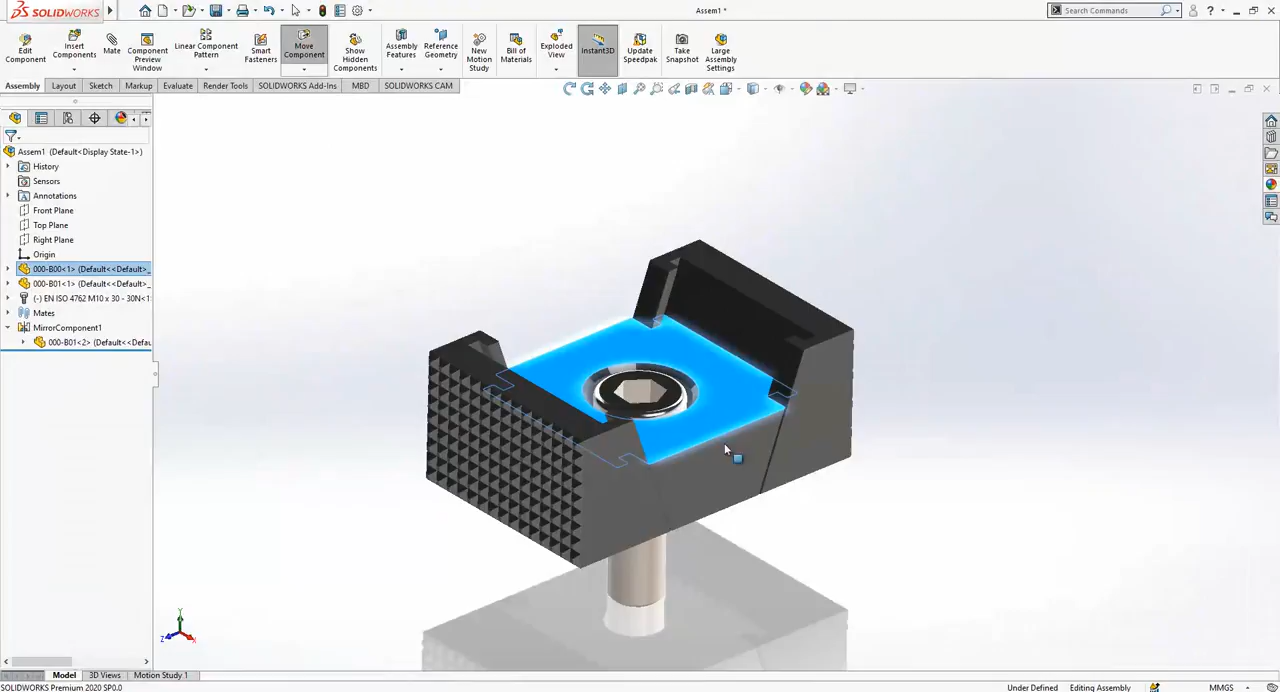 SOLIDWORKS
Assem1 *
Search Commands
Edit Component
Insert Components
Mate
Component Preview Window
Linear Component Pattern
Smart Fasteners
Move Component
Show Hidden Components
Assembly Features
Reference Geometry
New Motion Study
Bill of Materials
Exploded View
Instant3D
Update Speedpak
Take Snapshot
Large Assembly Settings
Assembly Layout Sketch Markup Evaluate Render Tools SOLIDWORKS Add-Ins MBD SOLIDWORKS CAM
Assem1 (Default<Display State-1>)
History
Sensors
Annotations
Front Plane
Top Plane
Right Plane
Origin
000-B00<1> (Default<<Default>_
000-B01<1> (Default<<Default>_
(-) EN ISO 4762 M10 x 30 - 30N<1>
Mates
MirrorComponent1
000-B01<2> (Default<<Defau
Y
Z
X
Model 3D Views Motion Study 1
SOLIDWORKS Premium 2020 SP0.0
Under Defined Editing Assembly MMGS